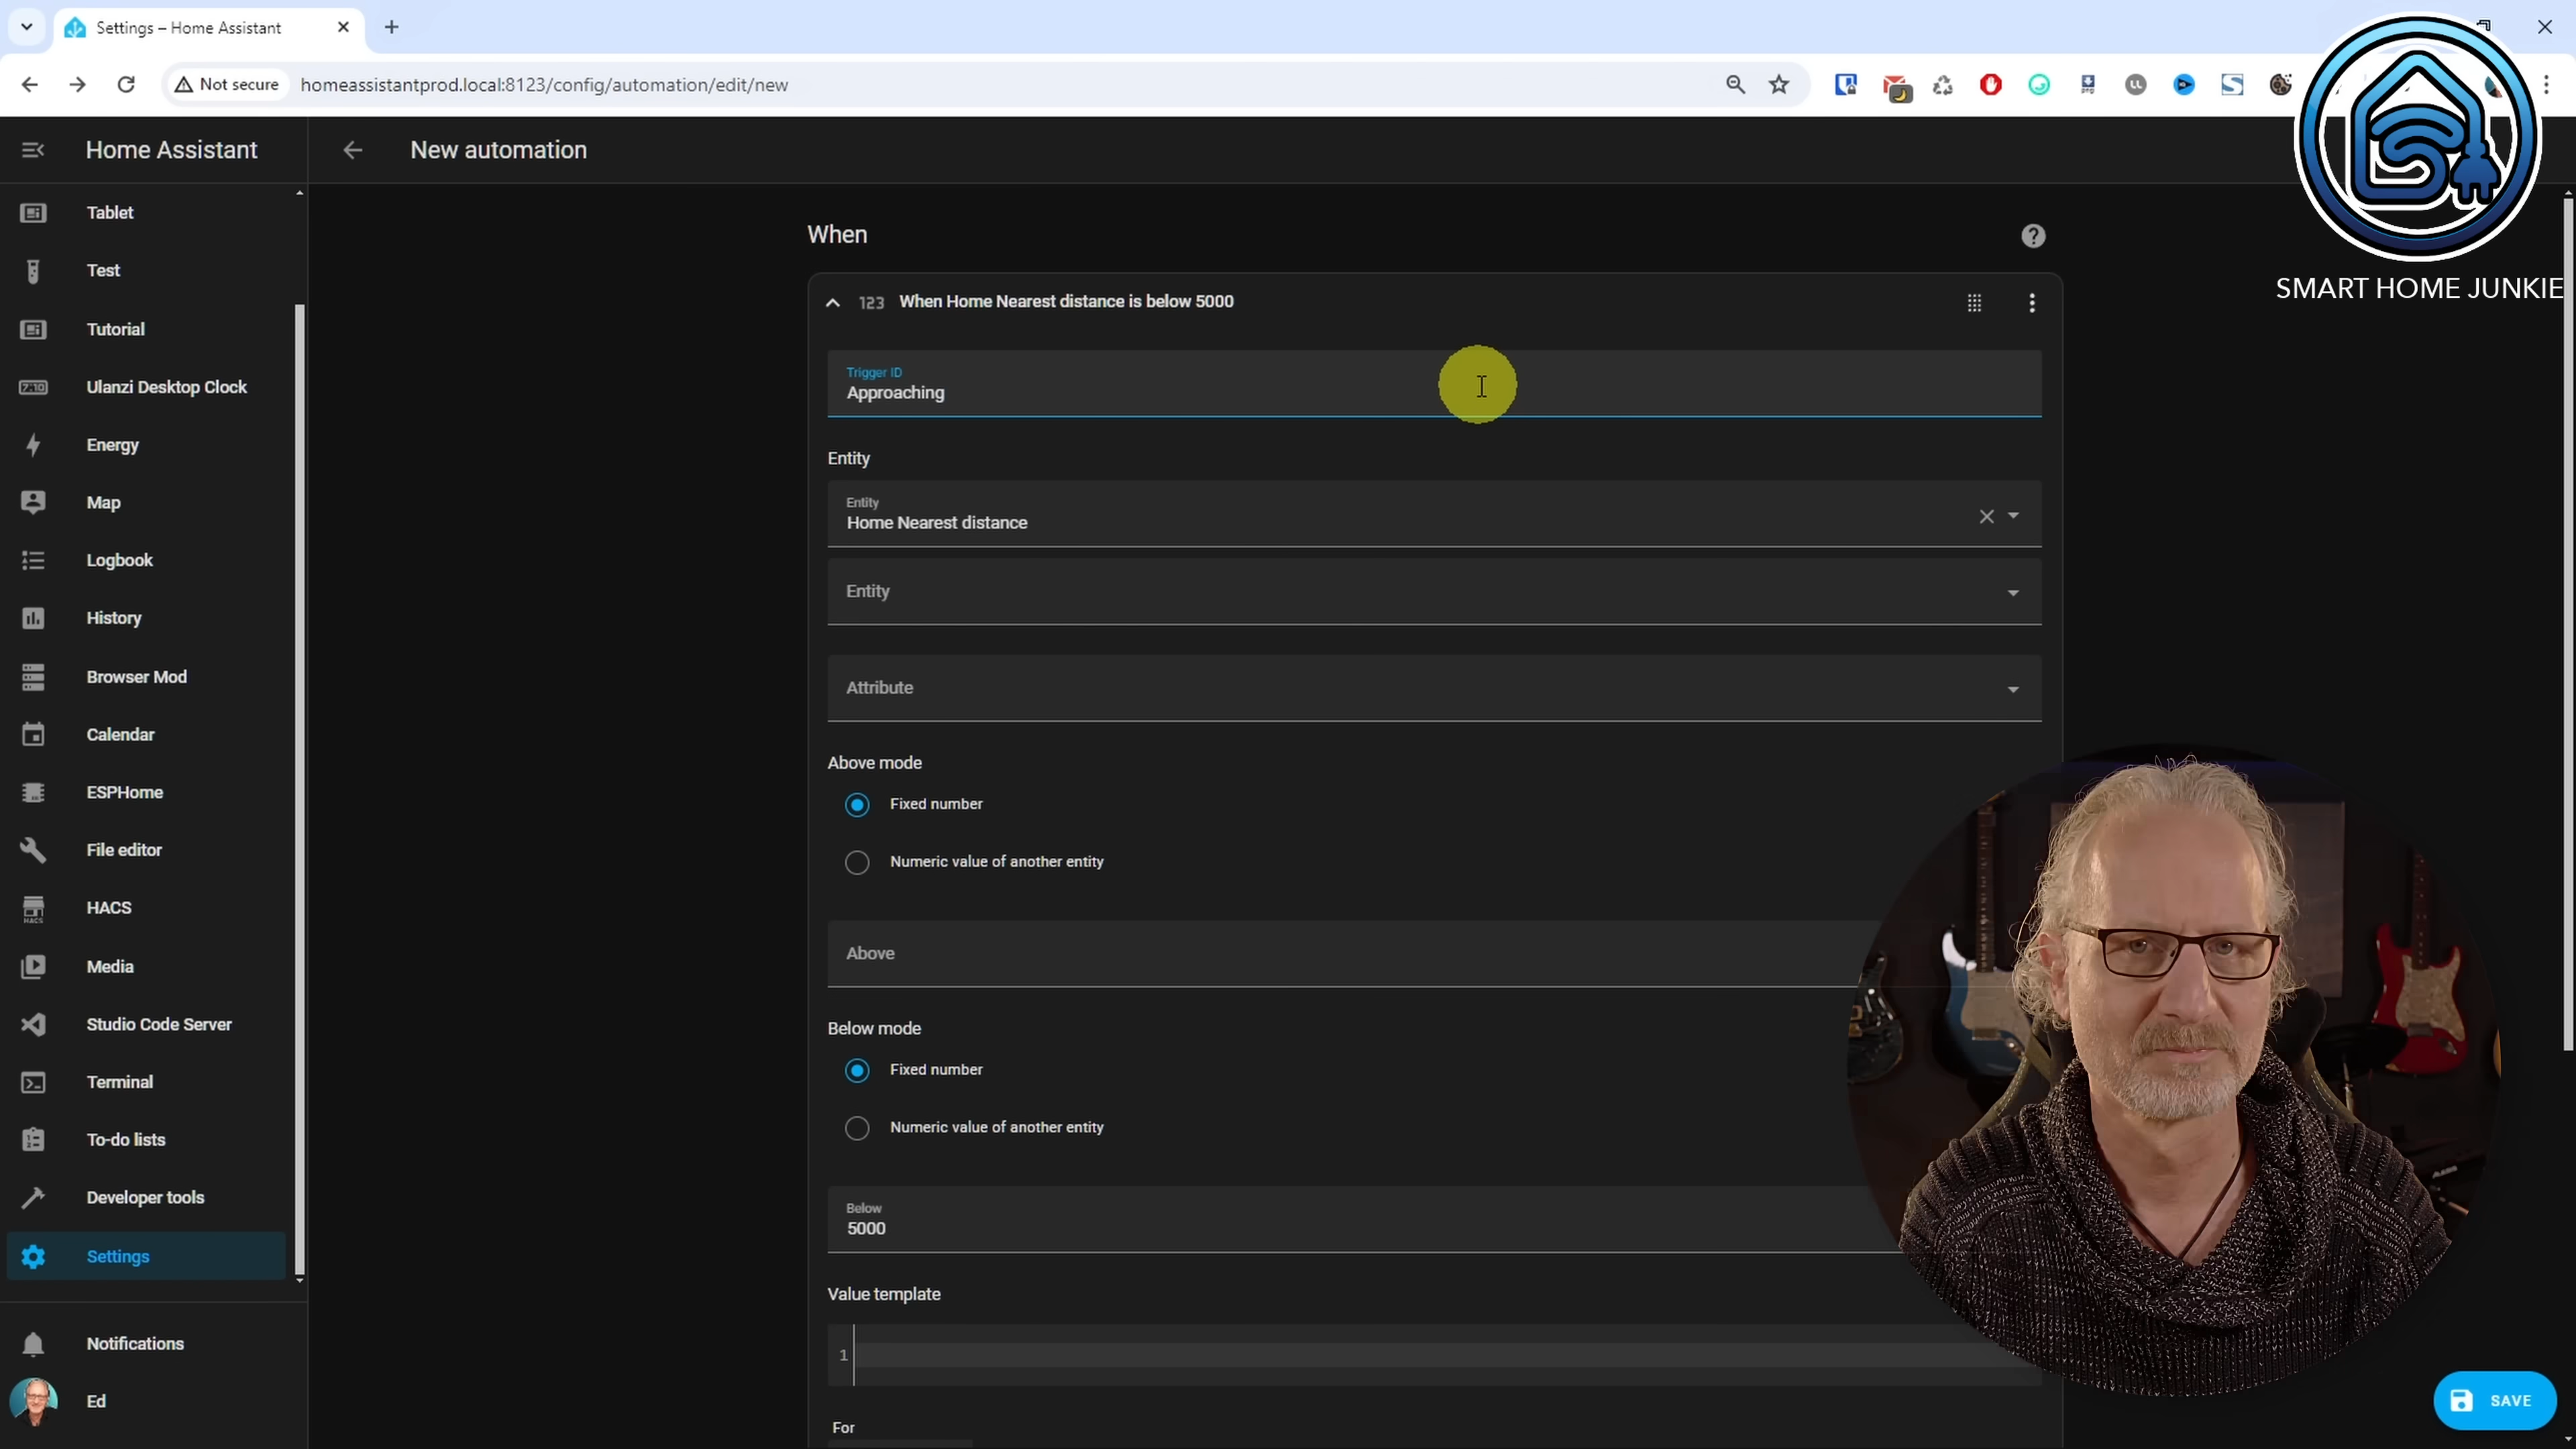 Settings – Home Assistant
Not secure
homeassistantprod.local:8123/config/automation/edit/new
Home Assistant
New automation
SMART HOME JUNKIE
Tablet
Test
Tutorial
7:10
Ulanzi Desktop Clock
Energy
Map
Logbook
History
Browser Mod
Calendar
ESPHome
File editor
HACS
HACS
Media
Studio Code Server
Terminal
To-do lists
Developer tools
Settings
Notifications
Ed
When
123 When Home Nearest distance is below 5000
Trigger ID
Approaching
Entity
Entity
Home Nearest distance
Entity
Attribute
Above mode
Fixed number
Numeric value of another entity
Above
Below mode
Fixed number
Numeric value of another entity
Below
5000
Value template
1
For
SAVE